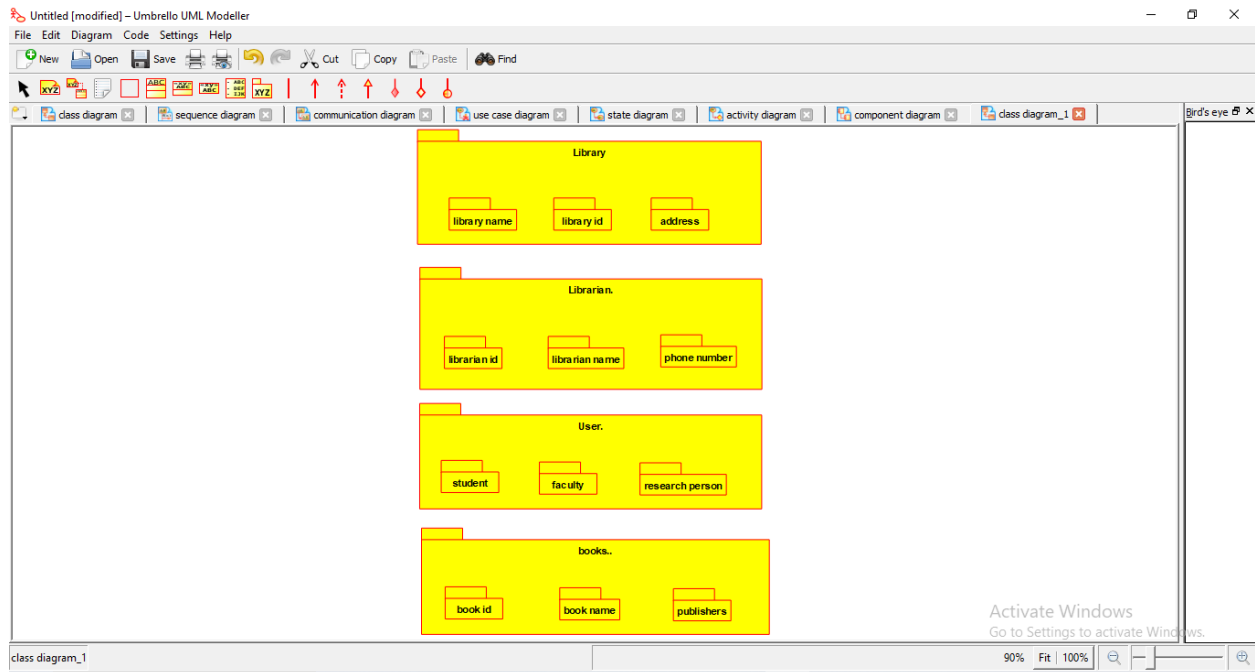 Untitled [modified] – Umbrello UML Modeller
File Edit Diagram Code Settings Help
New Open Save Cut Copy Paste Find
XYZ ABC XYZ
class diagram sequence diagram communication diagram use case diagram state diagram activity diagram component diagram class diagram_1 Bird's eye
Library
library name library id address
Librarian.
librarian id librarian name phone number
User.
student faculty research person
books..
book id book name publishers
Activate Windows
Go to Settings to activate Windows.
class diagram_1 90% Fit 100%